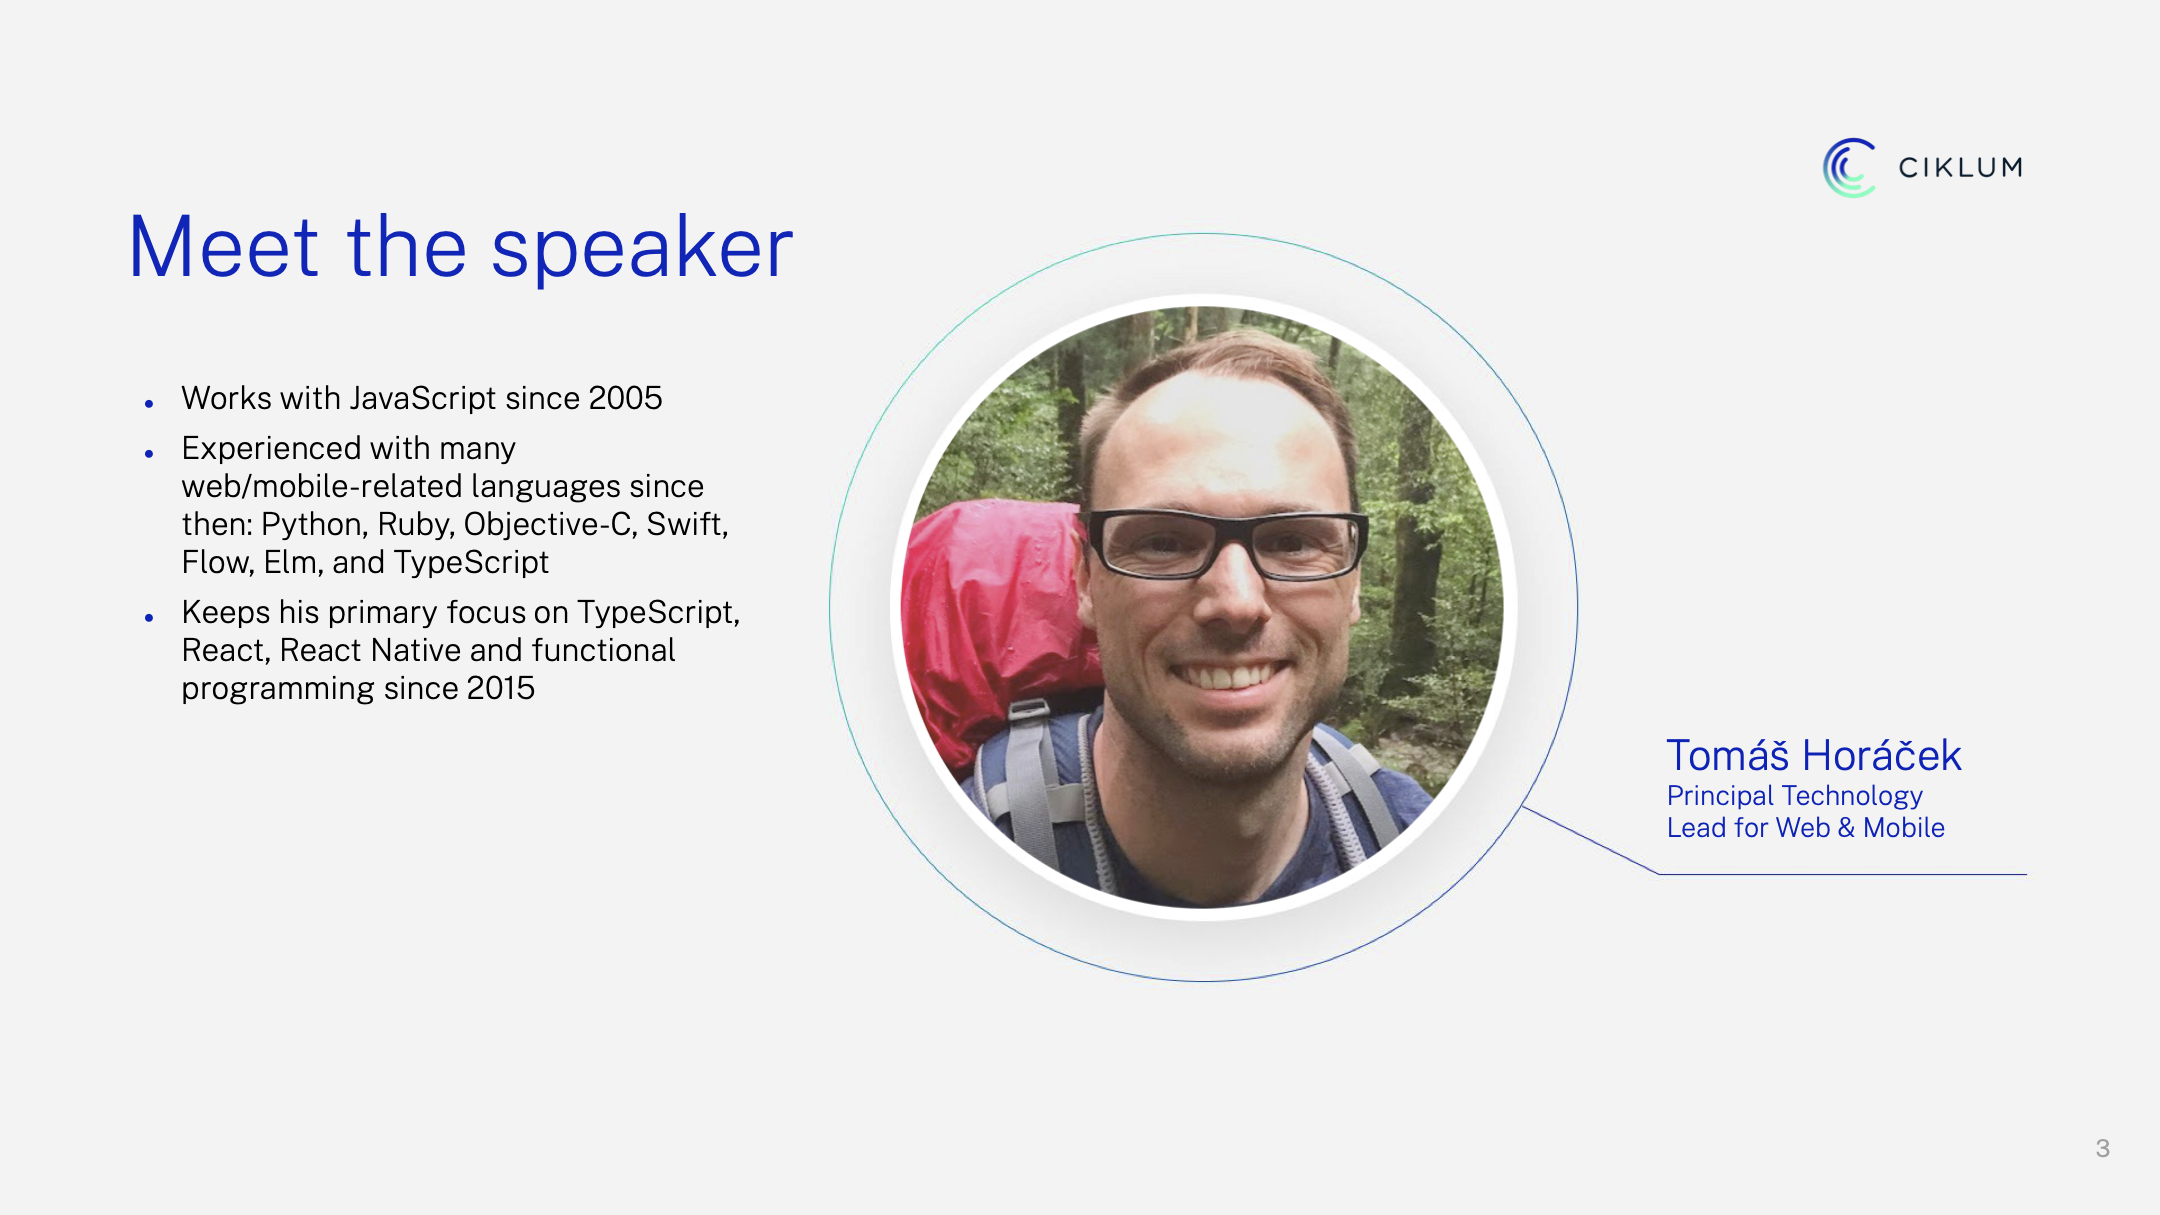 CIKLUM
Meet the speaker
Works with JavaScript since 2005
Experienced with many
web/mobile-related languages since
then: Python, Ruby, Objective-C, Swift,
Flow, Elm, and TypeScript
Keeps his primary focus on TypeScript,
React, React Native and functional
programming since 2015
Tomáš Horáček
Principal Technology
Lead for Web & Mobile
3